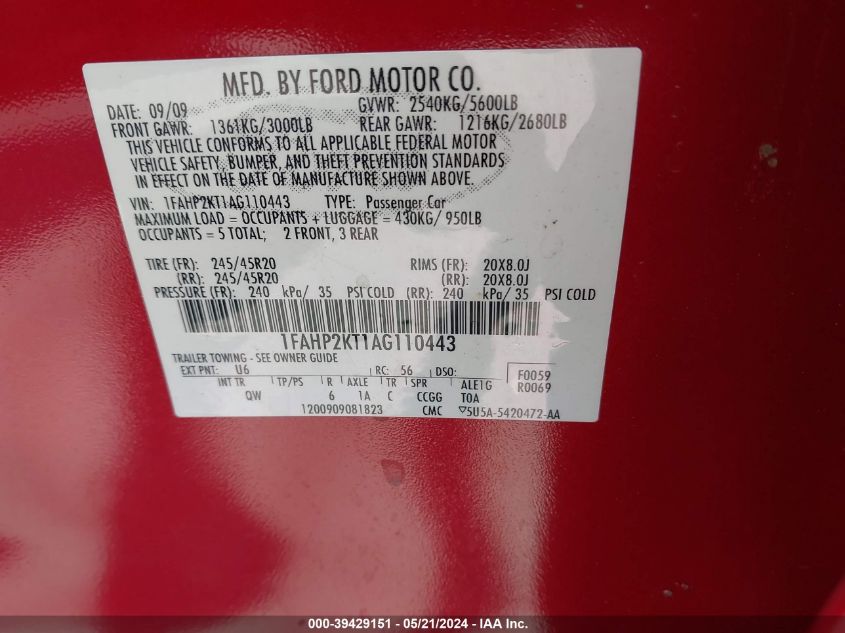 MFD. BY FORD MOTOR CO.
DATE: 09/09 GVWR: 2540KG/5600LB
FRONT GAWR: 1361KG/3000LB REAR GAWR: 1216KG/2680LB
THIS VEHICLE CONFORMS TO ALL APPLICABLE FEDERAL MOTOR
VEHICLE SAFETY, BUMPER, AND THEFT PREVENTION STANDARDS
IN EFFECT ON THE DATE OF MANUFACTURE SHOWN ABOVE.
VIN: 1FAHP2KT1AG110443 TYPE: Passenger Car
MAXIMUM LOAD = OCCUPANTS + LUGGAGE = 430KG/ 950LB
OCCUPANTS = 5 TOTAL; 2 FRONT, 3 REAR
TIRE (FR): 245/45R20 RIMS (FR): 20X8.0J
(RR): 245/45R20 (RR): 20X8.0J
PRESSURE (FR): 240 kPa/ 35 PSI COLD (RR): 240 kPa/ 35 PSI COLD
1FAHP2KT1AG110443
TRAILER TOWING - SEE OWNER GUIDE
EXT PNT: U6 RC: 56 DSO: F0059
INT TR TP/PS R AXLE TR SPR ALE1G R0069
QW 6 1A C CCGG TOA
1200909081823 CMC ▽5U5A-5420472-AA
000-39429151 - 05/21/2024 - IAA Inc.